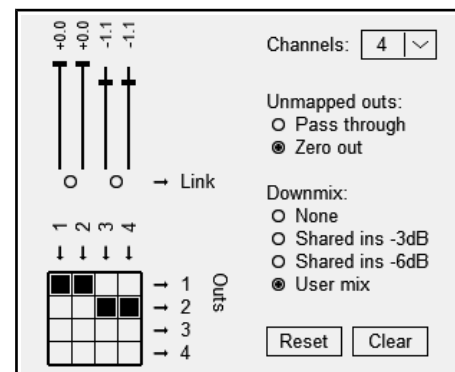 +0.0 +0.0 -1.1 -1.1
Link
1 2 3 4
1
2
3
4
Outs
Channels: 4
Unmapped outs:
Pass through
Zero out
Downmix:
None
Shared ins -3dB
Shared ins -6dB
User mix
Reset Clear